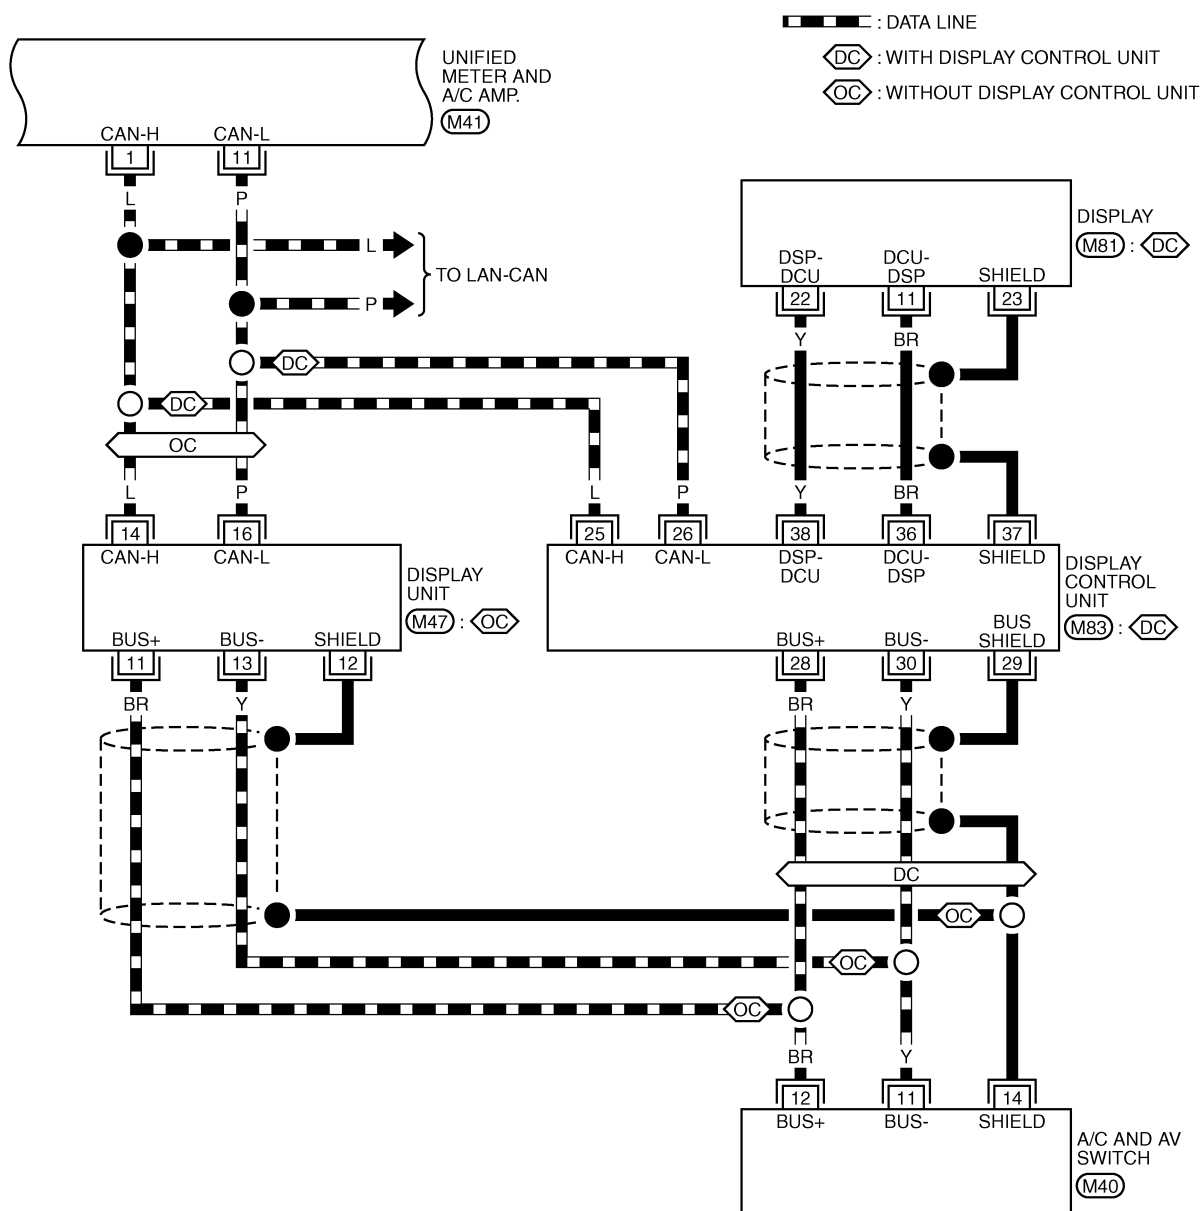 : DATA LINE
DC : WITH DISPLAY CONTROL UNIT
OC : WITHOUT DISPLAY CONTROL UNIT
UNIFIED
METER AND
A/C AMP.
M41
CAN-H CAN-L
1 11
L P
L
TO LAN-CAN
P
DC
DC
OC
L P
14 16
CAN-H CAN-L
DISPLAY
UNIT
M47 : OC
BUS+ BUS- SHIELD
11 13 12
BR Y
DISPLAY
M81 : DC
DSP-
DCU
DCU-
DSP
SHIELD
22 11 23
Y BR
L P Y BR
25 26 38 36 37
CAN-H CAN-L
DSP-
DCU
DCU-
DSP
SHIELD
DISPLAY
CONTROL
UNIT
M83 : DC
BUS+ BUS-
BUS
SHIELD
28 30 29
BR Y
DC
OC
OC
OC
BR Y
12 11 14
BUS+ BUS- SHIELD
A/C AND AV
SWITCH
M40